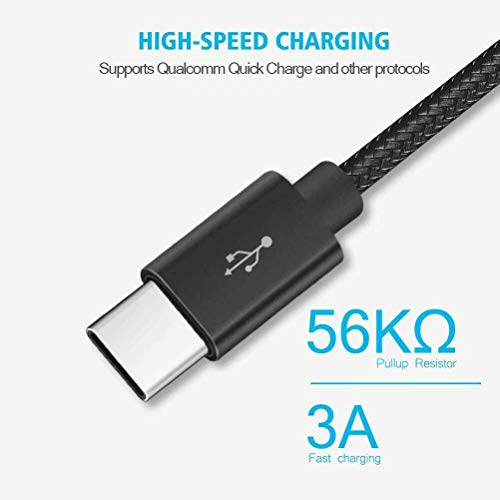 HIGH-SPEED CHARGING
Supports Qualcomm Quick Charge and other protocols
56KΩ
Pullup Resistor
3A
Fast charging